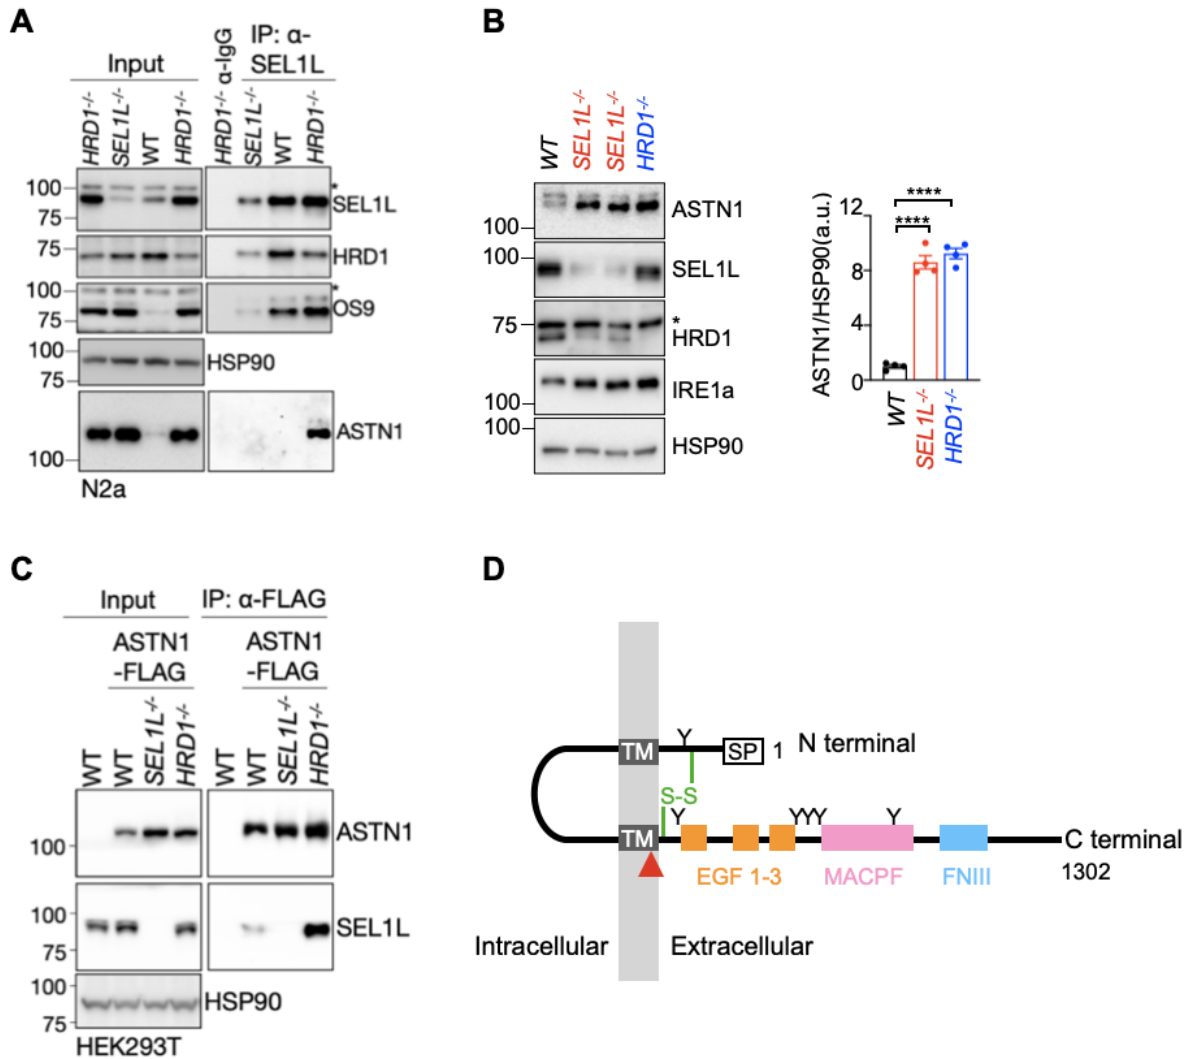 A
Input
α-IgG
IP: α-
SEL1L
HRD1-/-
SEL1L-/-
WT
HRD1-/-
HRD1-/-
SEL1L-/-
WT
HRD1-/-
100
75
*
SEL1L
75
HRD1
100
75
*
OS9
100
75
HSP90
100
ASTN1
N2a
B
WT
SEL1L-/-
SEL1L-/-
HRD1-/-
100
ASTN1
100
SEL1L
75
*
HRD1
100
IRE1a
100
HSP90
ASTN1/HSP90(a.u.)
12
8
4
0
****
****
WT
SEL1L-/-
HRD1-/-
C
Input
IP: α-FLAG
ASTN1
-FLAG
ASTN1
-FLAG
WT
WT
SEL1L-/-
HRD1-/-
WT
WT
SEL1L-/-
HRD1-/-
100
ASTN1
100
75
SEL1L
100
75
HSP90
HEK293T
D
TM
Y
SP
1
N terminal
S-S
TM
Y
YYY
Y
C terminal
1302
EGF 1-3
MACPF
FNIII
Intracellular
Extracellular